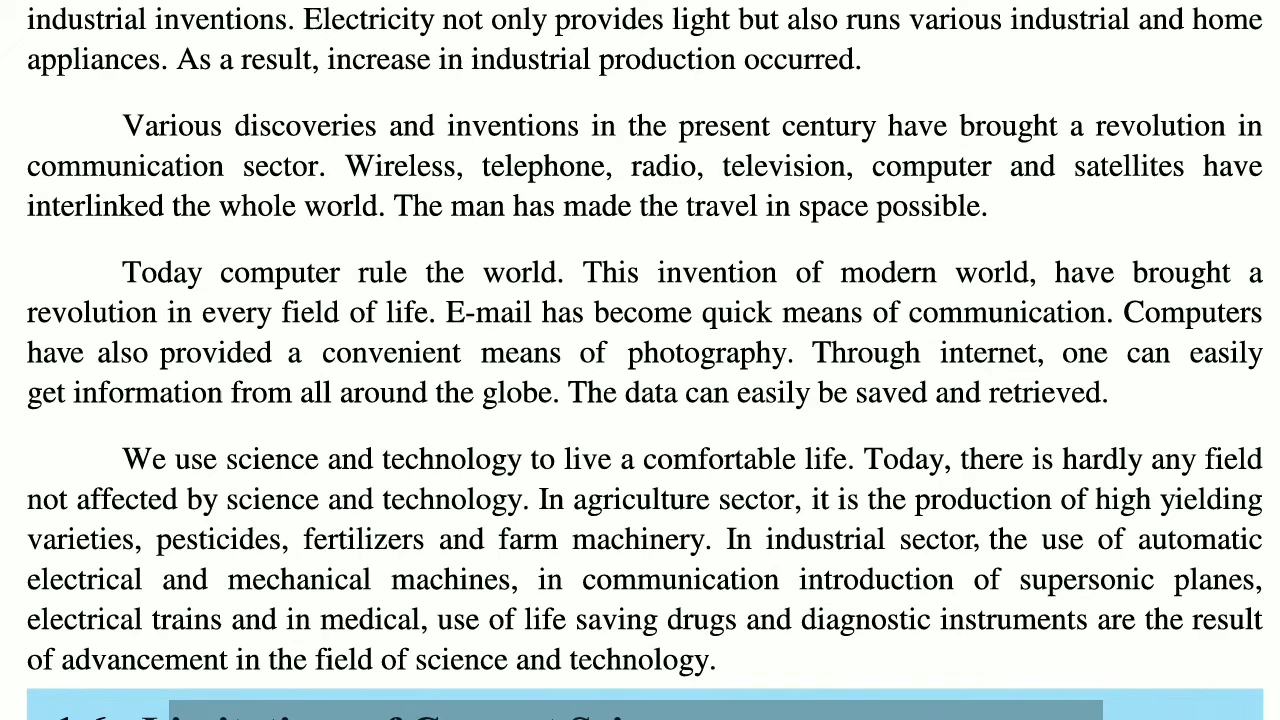 industrial inventions. Electricity not only provides light but also runs various industrial and home
appliances. As a result, increase in industrial production occurred.
Various discoveries and inventions in the present century have brought a revolution in
communication sector. Wireless, telephone, radio, television, computer and satellites have
interlinked the whole world. The man has made the travel in space possible.
Today computer rule the world. This invention of modern world, have brought a
revolution in every field of life. E-mail has become quick means of communication. Computers
have also provided a convenient means of photography. Through internet, one can easily
get information from all around the globe. The data can easily be saved and retrieved.
We use science and technology to live a comfortable life. Today, there is hardly any field
not affected by science and technology. In agriculture sector, it is the production of high yielding
varieties, pesticides, fertilizers and farm machinery. In industrial sector, the use of automatic
electrical and mechanical machines, in communication introduction of supersonic planes,
electrical trains and in medical, use of life saving drugs and diagnostic instruments are the result
of advancement in the field of science and technology.